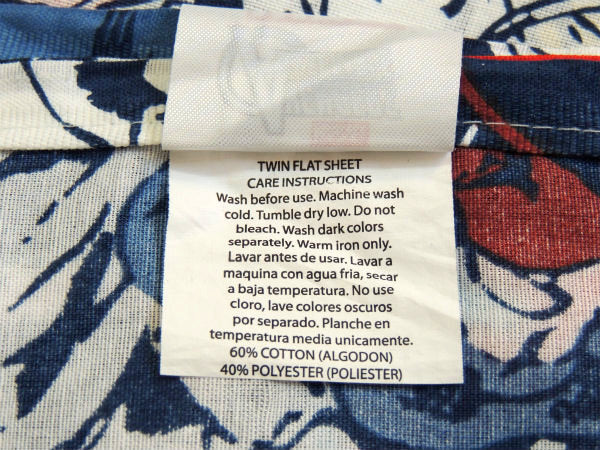 TWIN FLAT SHEET
CARE INSTRUCTIONS
Wash before use. Machine wash
cold. Tumble dry low. Do not
bleach. Wash dark colors
separately. Warm iron only.
Lavar antes de usar. Lavar a
maquina con agua fria, secar
a baja temperatura. No use
cloro, lave colores oscuros
por separado. Planche en
temperatura media unicamente.
60% COTTON (ALGODON)
40% POLYESTER (POLIESTER)